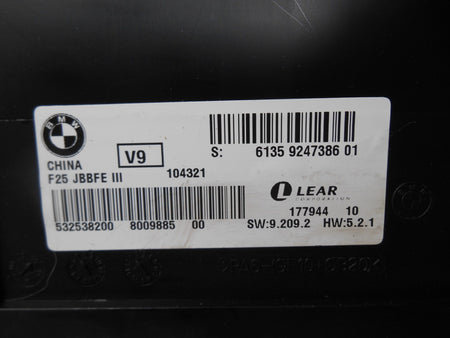 BMW
CHINA V9 S: 6135 9247386 01
F25 JBBFE III 104321
LEAR
CORPORATION
177944 10
532538200 8009885 00 SW:9.209.2 HW:5.2.1